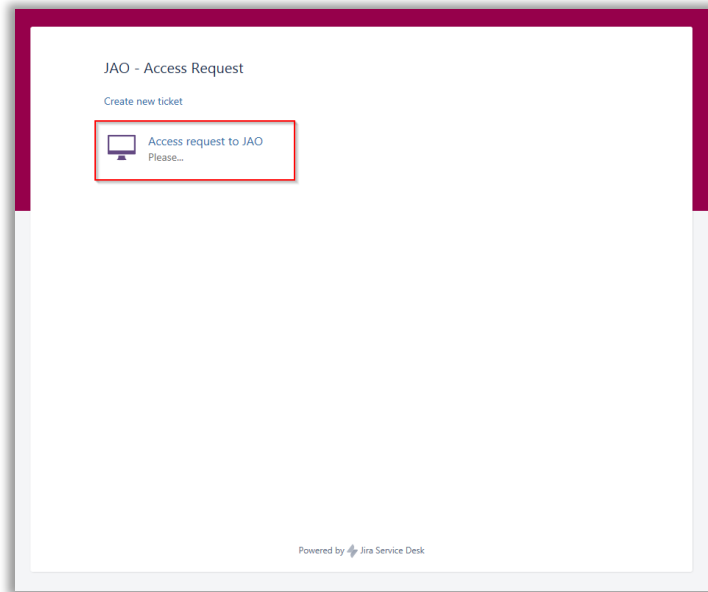 JAO - Access Request
Create new ticket
Access request to JAO
Please...
Powered by Jira Service Desk